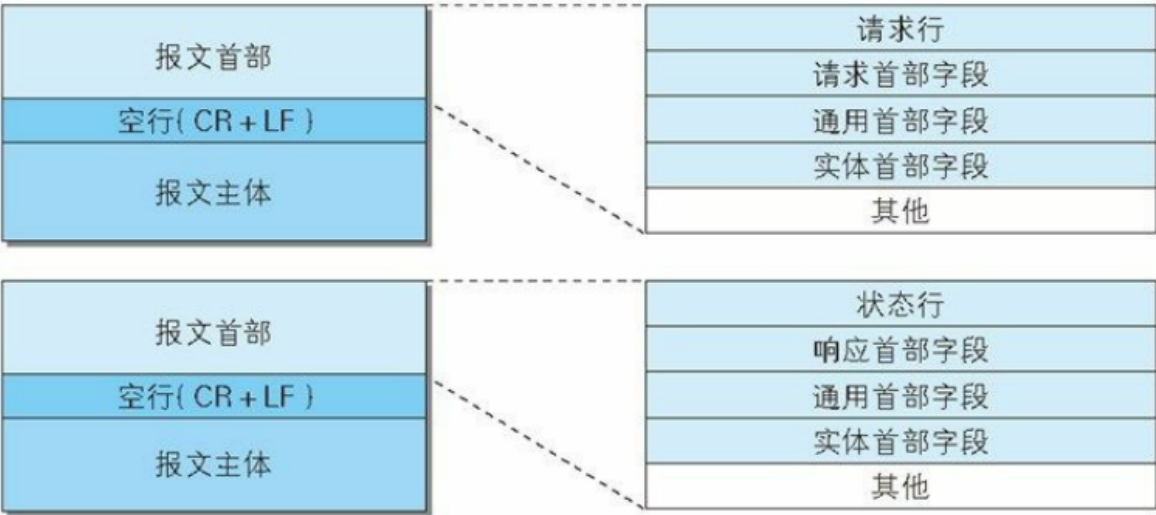 报文首部
空行( CR + LF )
报文主体
请求行
请求首部字段
通用首部字段
实体首部字段
其他
报文首部
空行( CR + LF )
报文主体
状态行
响应首部字段
通用首部字段
实体首部字段
其他